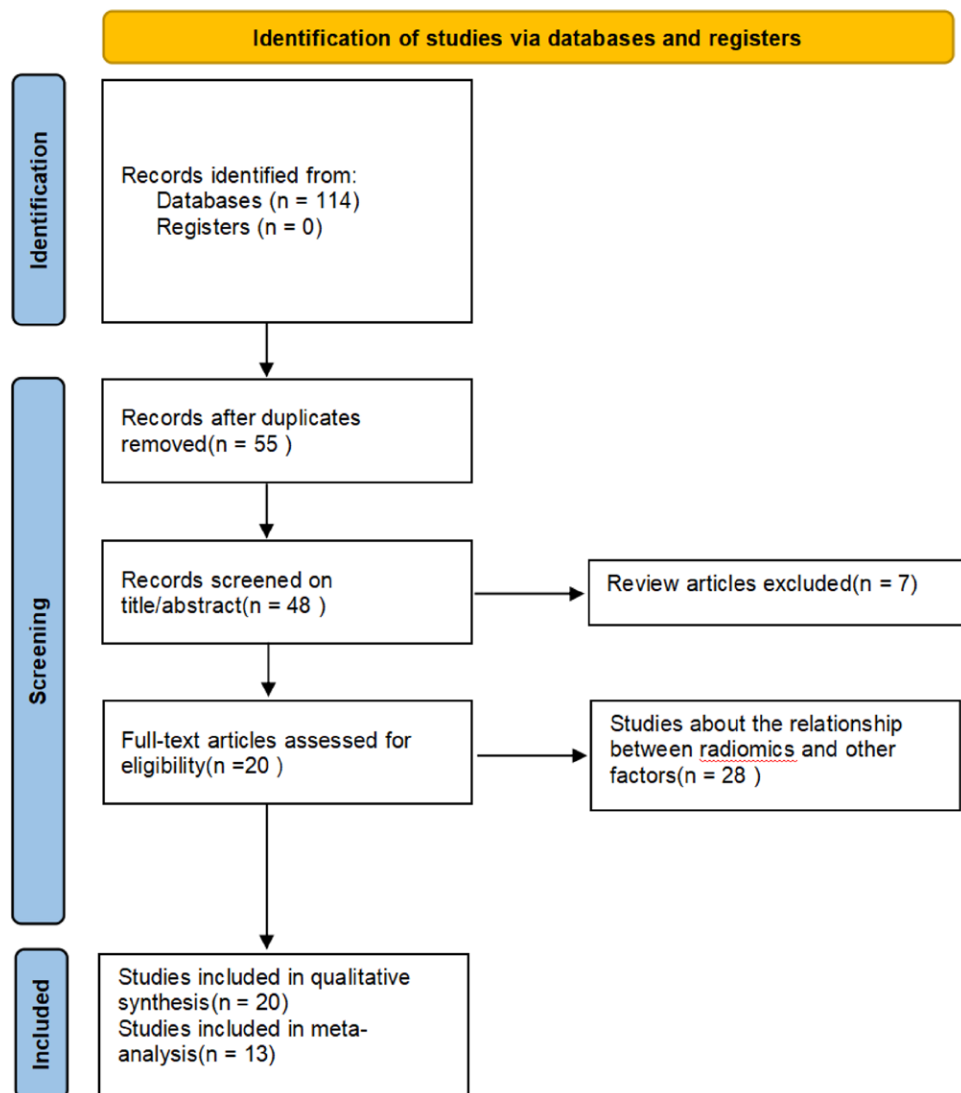 Identification of studies via databases and registers
Identification
Records identified from:
Databases (n = 114)
Registers (n = 0)
Screening
Records after duplicates
removed(n = 55 )
Records screened on
title/abstract(n = 48 )
Review articles excluded(n = 7)
Full-text articles assessed for
eligibility(n =20 )
Studies about the relationship
between radiomics and other
factors(n = 28 )
Included
Studies included in qualitative
synthesis(n = 20)
Studies included in meta-
analysis(n = 13)